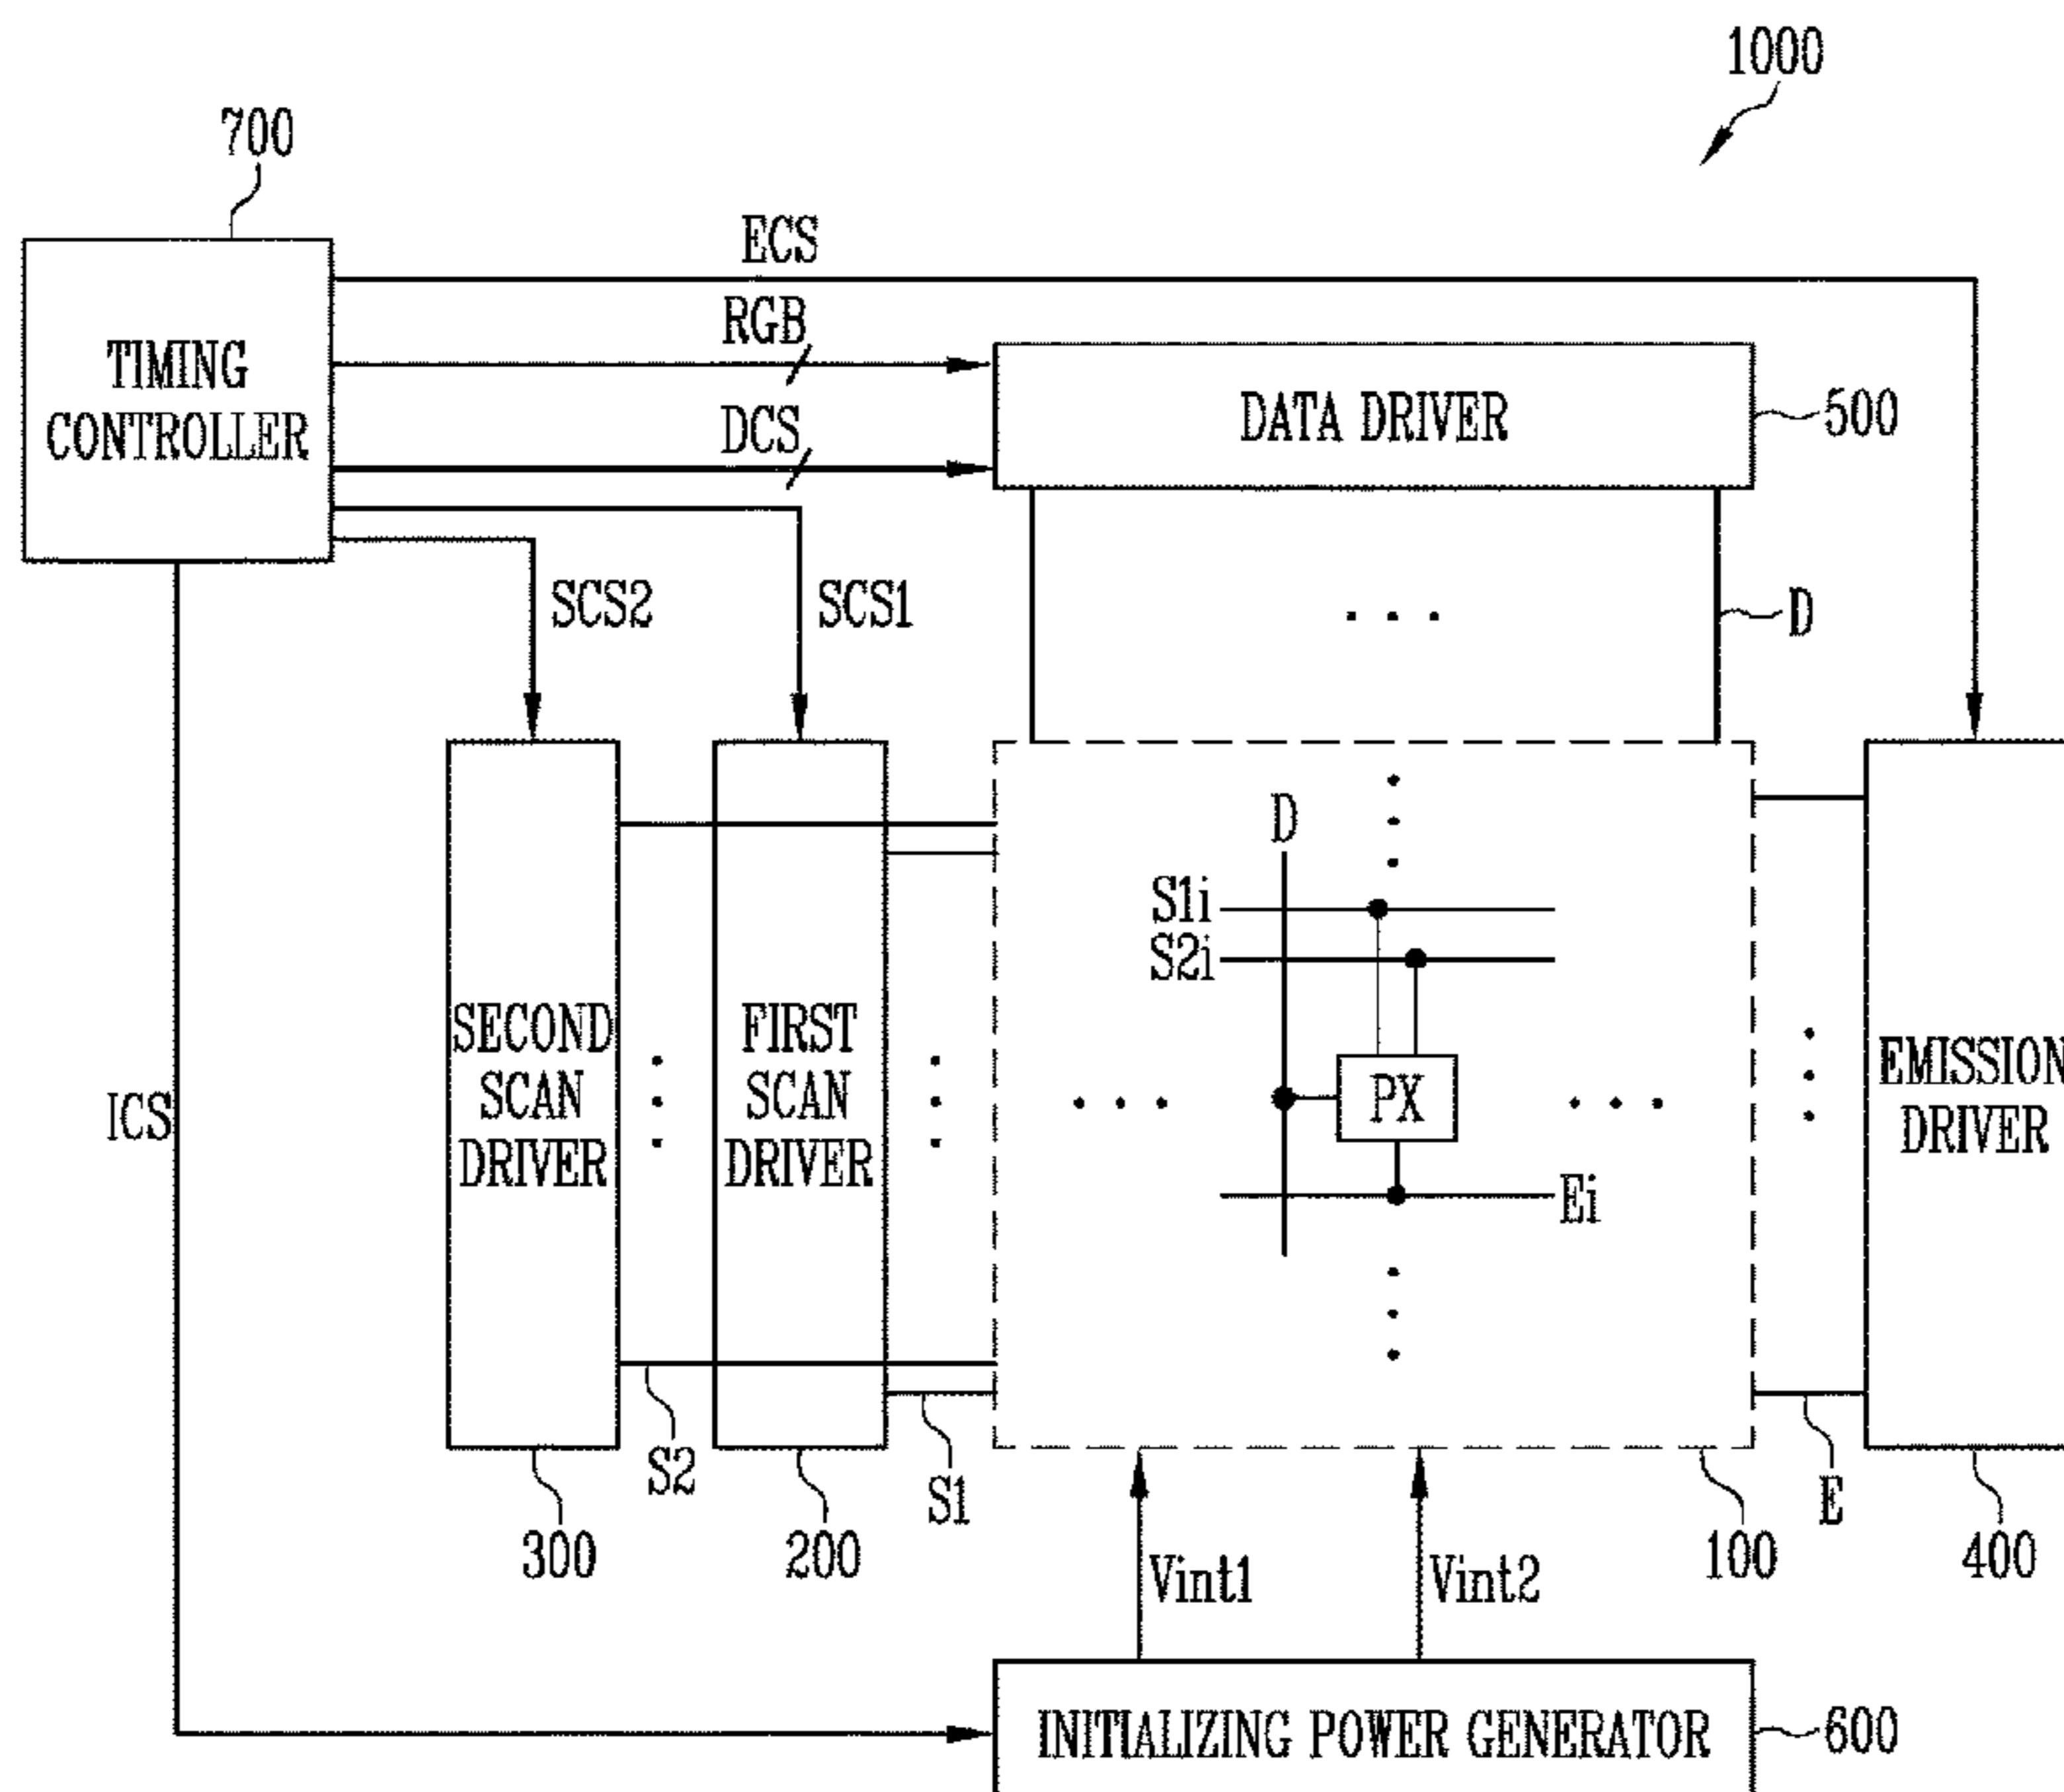 1000
700
ECS
RGB
TIMING
CONTROLLER
DCS
DATA DRIVER
500
SCS2
SCS1
D
D
S1i
S2i
SECOND
SCAN
DRIVER
FIRST
SCAN
DRIVER
PX
EMISSION
DRIVER
ICS
Ei
S2
S1
E
300
200
100
400
Vint1
Vint2
INITIALIZING POWER GENERATOR
600